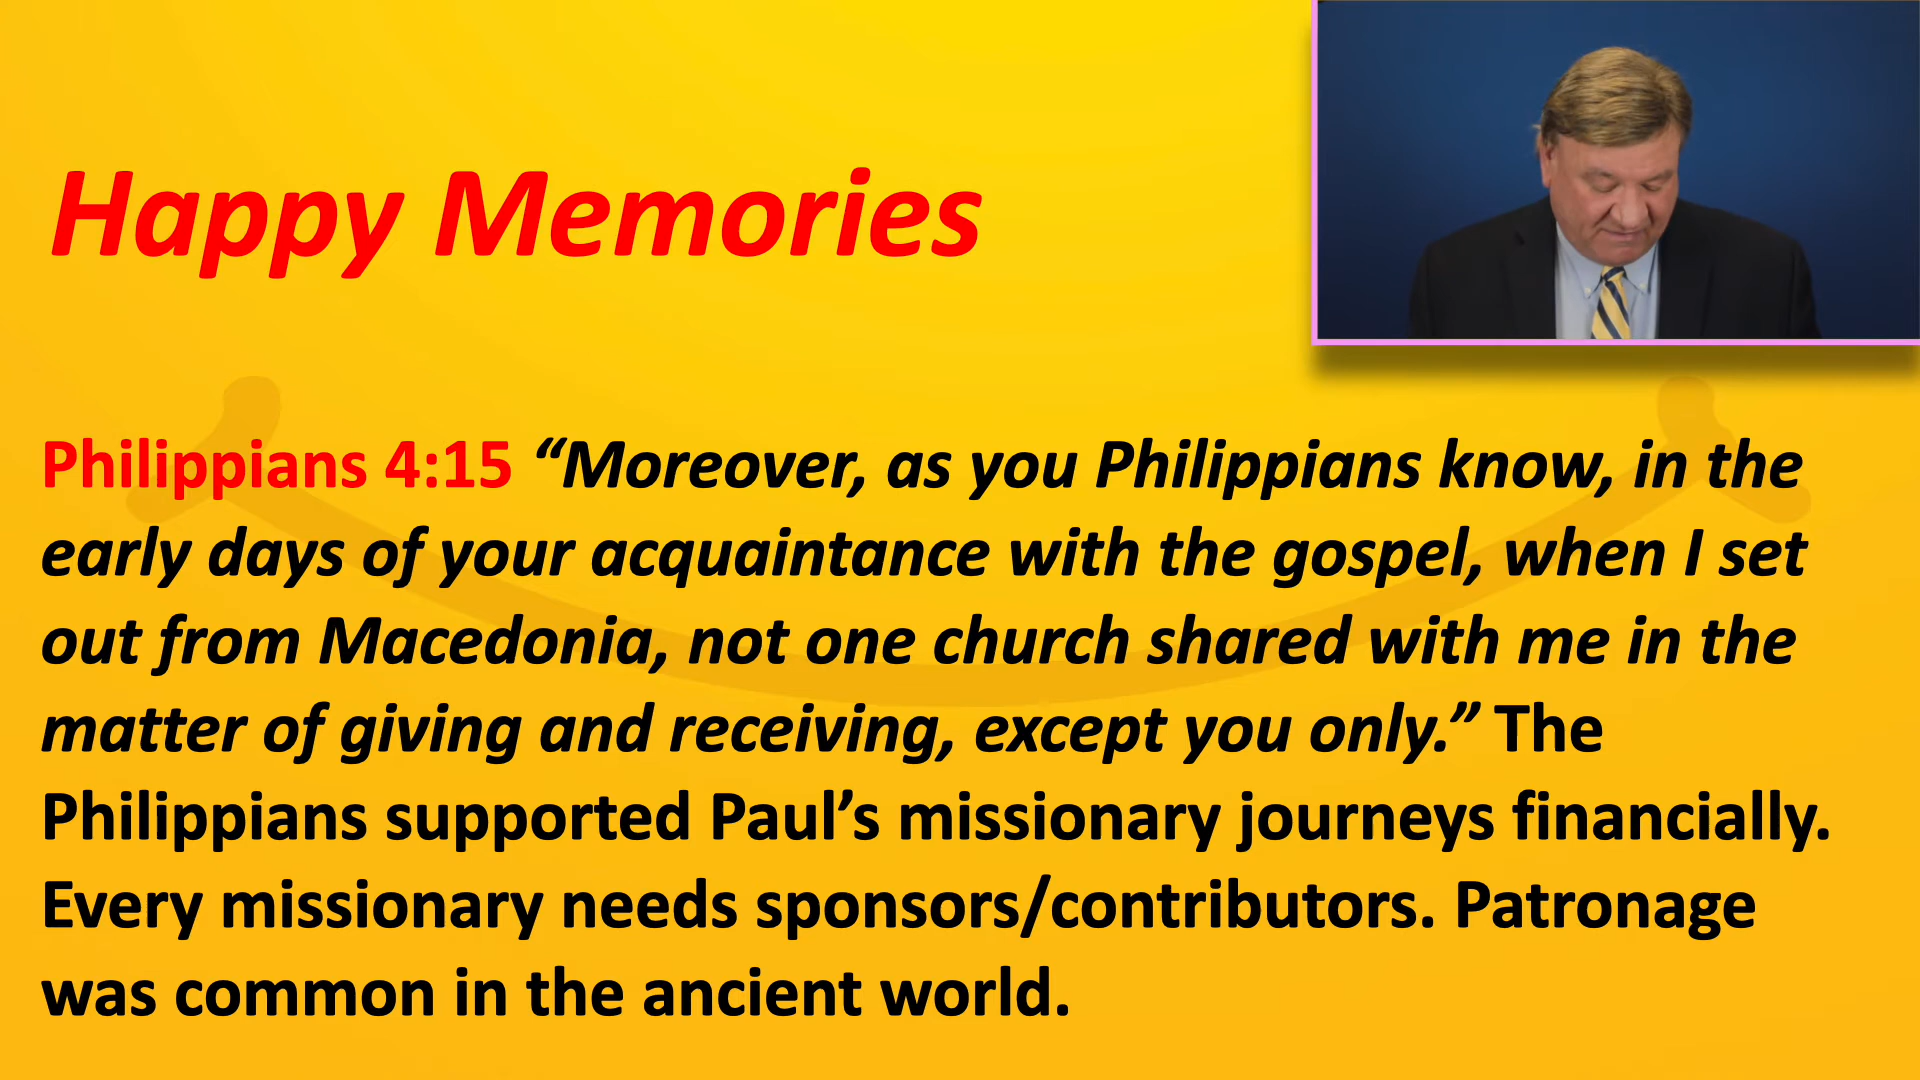 Happy Memories
Philippians 4:15 “Moreover, as you Philippians know, in the
early days of your acquaintance with the gospel, when I set
out from Macedonia, not one church shared with me in the
matter of giving and receiving, except you only.” The
Philippians supported Paul’s missionary journeys financially.
Every missionary needs sponsors/contributors. Patronage
was common in the ancient world.